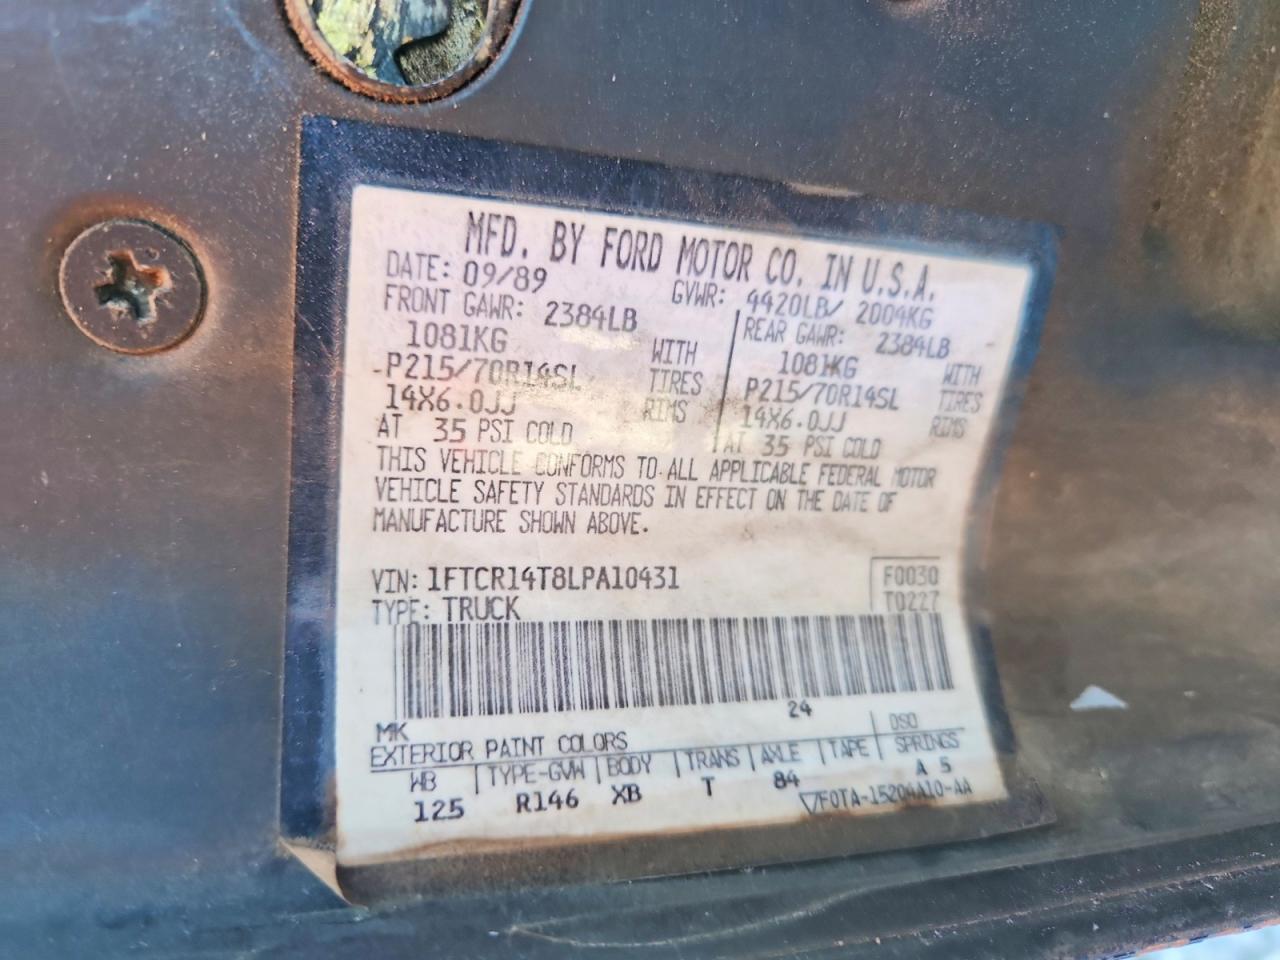 MFD. BY FORD MOTOR CO. IN U.S.A.
DATE: 09/89 GVWR: 4420LB/ 2004KG
FRONT GAWR: 2384LB REAR GAWR: 2384LB
1081KG WITH 1081KG WITH
P215/70R14SL TIRES P215/70R14SL TIRES
14X6.0JJ RIMS 14X6.0JJ RIMS
AT 35 PSI COLD AT 35 PSI COLD
THIS VEHICLE CONFORMS TO ALL APPLICABLE FEDERAL MOTOR
VEHICLE SAFETY STANDARDS IN EFFECT ON THE DATE OF
MANUFACTURE SHOWN ABOVE.
VIN: 1FTCR14T8LPA10431 F0030
TYPE: TRUCK T0227
MK 24
EXTERIOR PAINT COLORS DSO
WB TYPE-GVW BODY TRANS AXLE TAPE SPRINGS
125 R146 XB T 84 A 5
F0TA-15204A10-AA